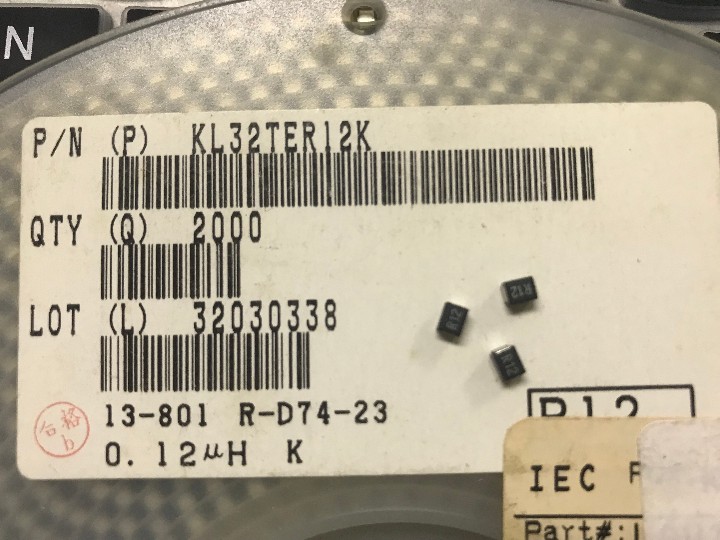 N
P/N (P) KL32TER12K
QTY (Q) 2000
LOT (L) 32030338
R12
R12
R12
合格
b
13-801 R-D74-23
0.12μH K
R12
IEC
Part#: